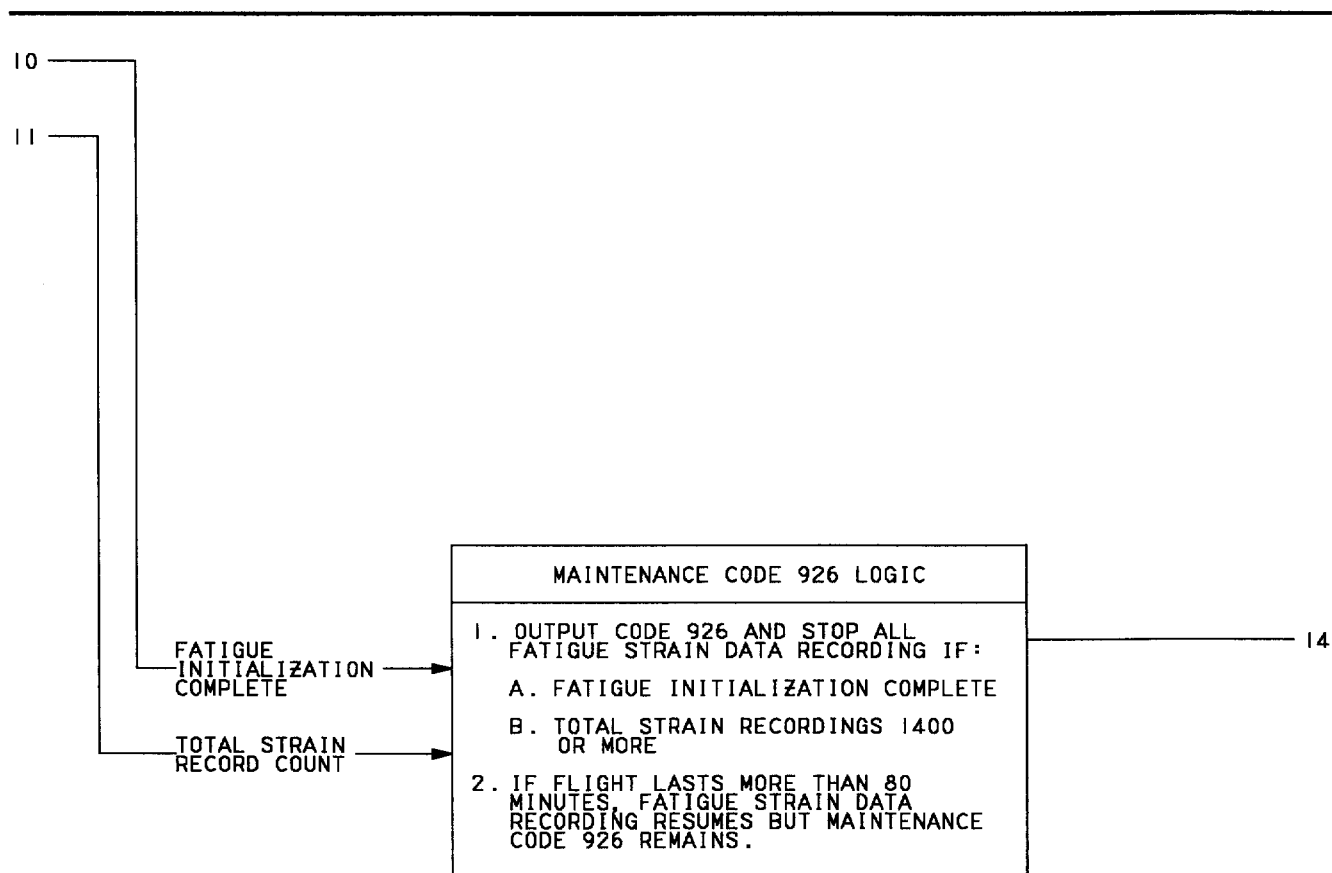 10
11
MAINTENANCE CODE 926 LOGIC
1. OUTPUT CODE 926 AND STOP ALL
FATIGUE STRAIN DATA RECORDING IF:
14
FATIGUE
INITIALIZATION
COMPLETE
A. FATIGUE INITIALIZATION COMPLETE
B. TOTAL STRAIN RECORDINGS 1400
OR MORE
TOTAL STRAIN
RECORD COUNT
2. IF FLIGHT LASTS MORE THAN 80
MINUTES, FATIGUE STRAIN DATA
RECORDING RESUMES BUT MAINTENANCE
CODE 926 REMAINS.